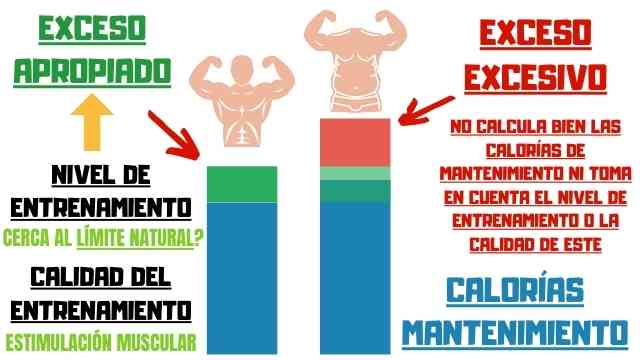 EXCESO
APROPIADO
NIVEL DE
ENTRENAMIENTO
CERCA AL LÍMITE NATURAL?
CALIDAD DEL
ENTRENAMIENTO
ESTIMULACIÓN MUSCULAR
EXCESO
EXCESIVO
NO CALCULA BIEN LAS
CALORÍAS DE
MANTENIMIENTO NI TOMA
EN CUENTA EL NIVEL DE
ENTRENAMIENTO O LA
CALIDAD DE ESTE
CALORÍAS
MANTENIMIENTO